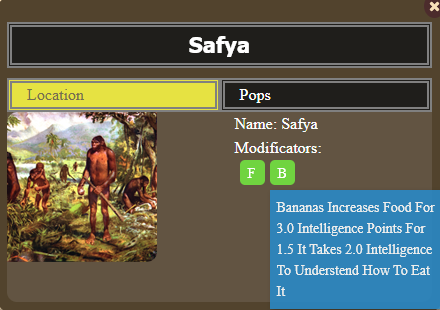 Safya
Location
Pops
Name: Safya
Modificators:
F B
Bananas Increases Food For
3.0 Intelligence Points For
1.5 It Takes 2.0 Intelligence
To Understend How To Eat
It